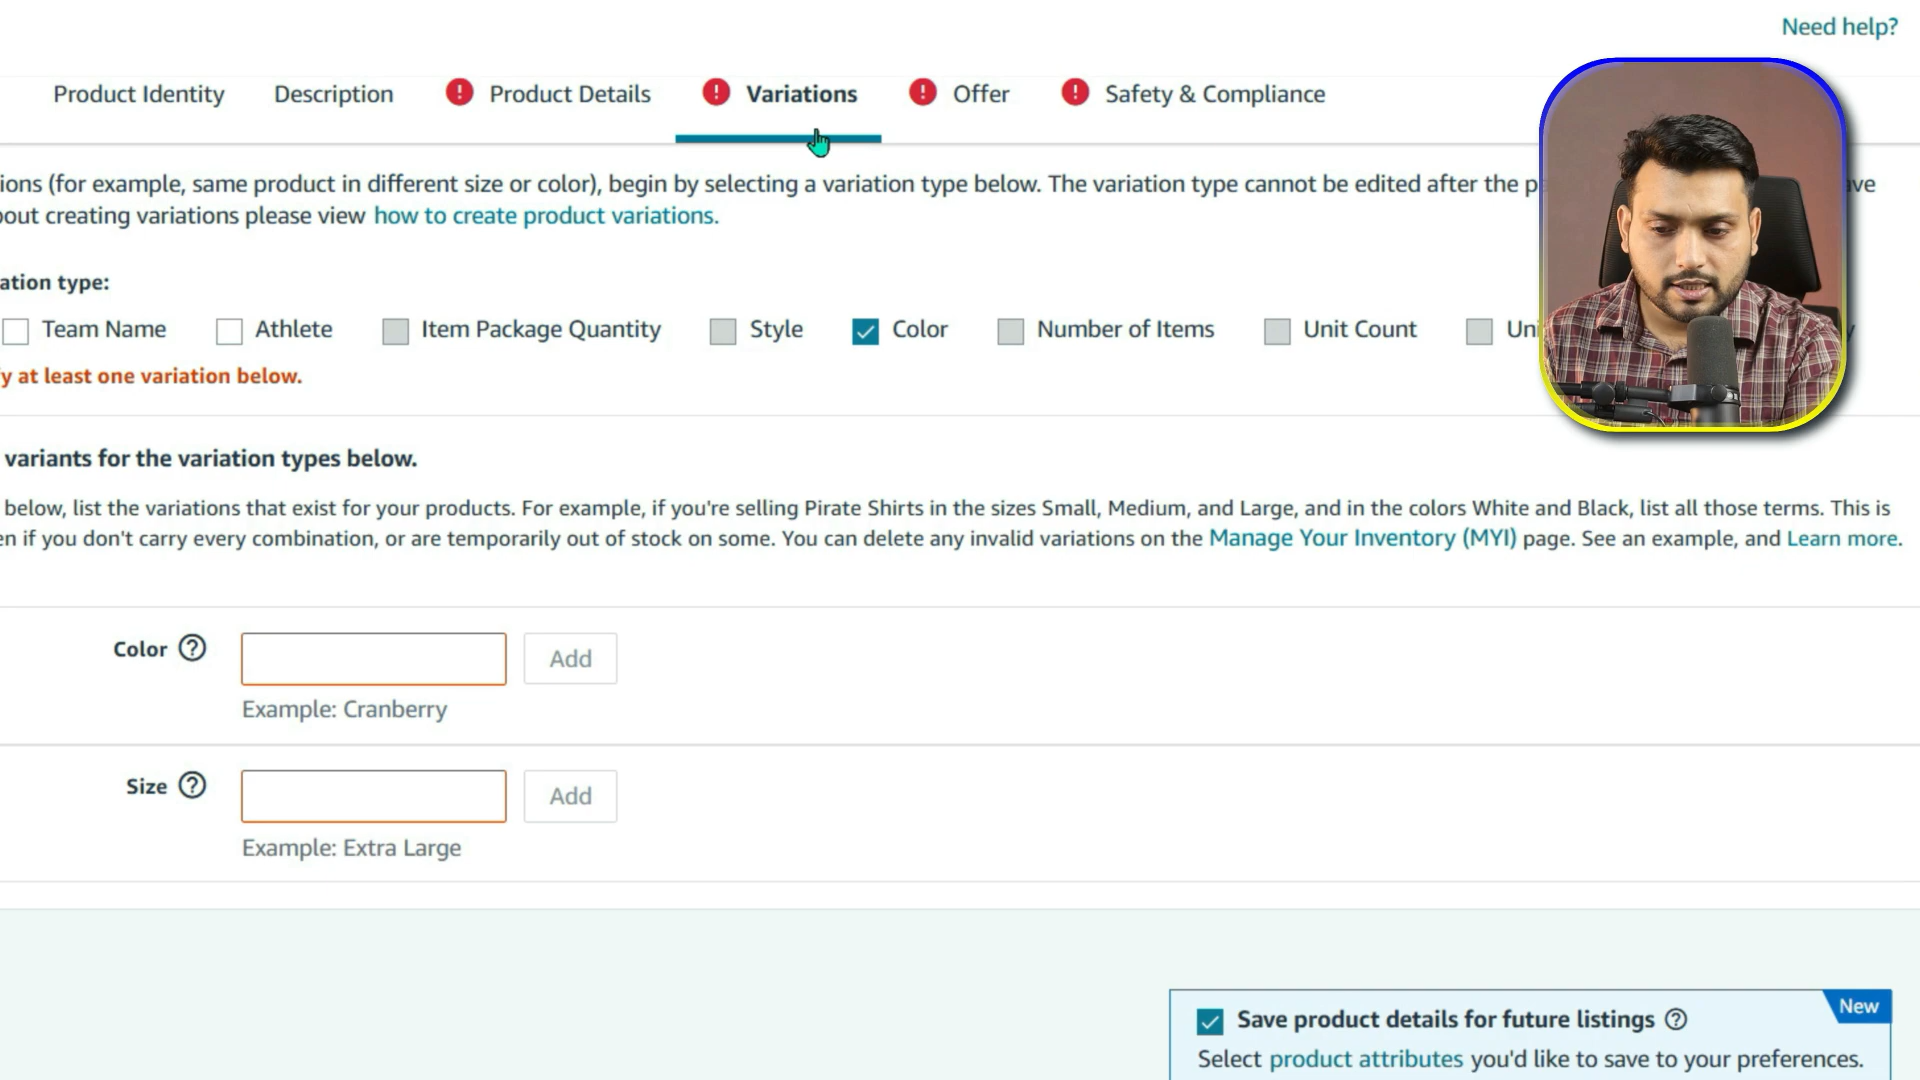 Need help?
Product Identity Description ! Product Details ! Variations ! Offer ! Safety & Compliance
ions (for example, same product in different size or color), begin by selecting a variation type below. The variation type cannot be edited after the p ave
out creating variations please view how to create product variations.
ation type:
Team Name Athlete Item Package Quantity Style Color Number of Items Unit Count Uni
y at least one variation below.
variants for the variation types below.
below, list the variations that exist for your products. For example, if you're selling Pirate Shirts in the sizes Small, Medium, and Large, and in the colors White and Black, list all those terms. This is
en if you don't carry every combination, or are temporarily out of stock on some. You can delete any invalid variations on the Manage Your Inventory (MYI) page. See an example, and Learn more.
Color ? Add
Example: Cranberry
Size ? Add
Example: Extra Large
New
Save product details for future listings ?
Select product attributes you'd like to save to your preferences.